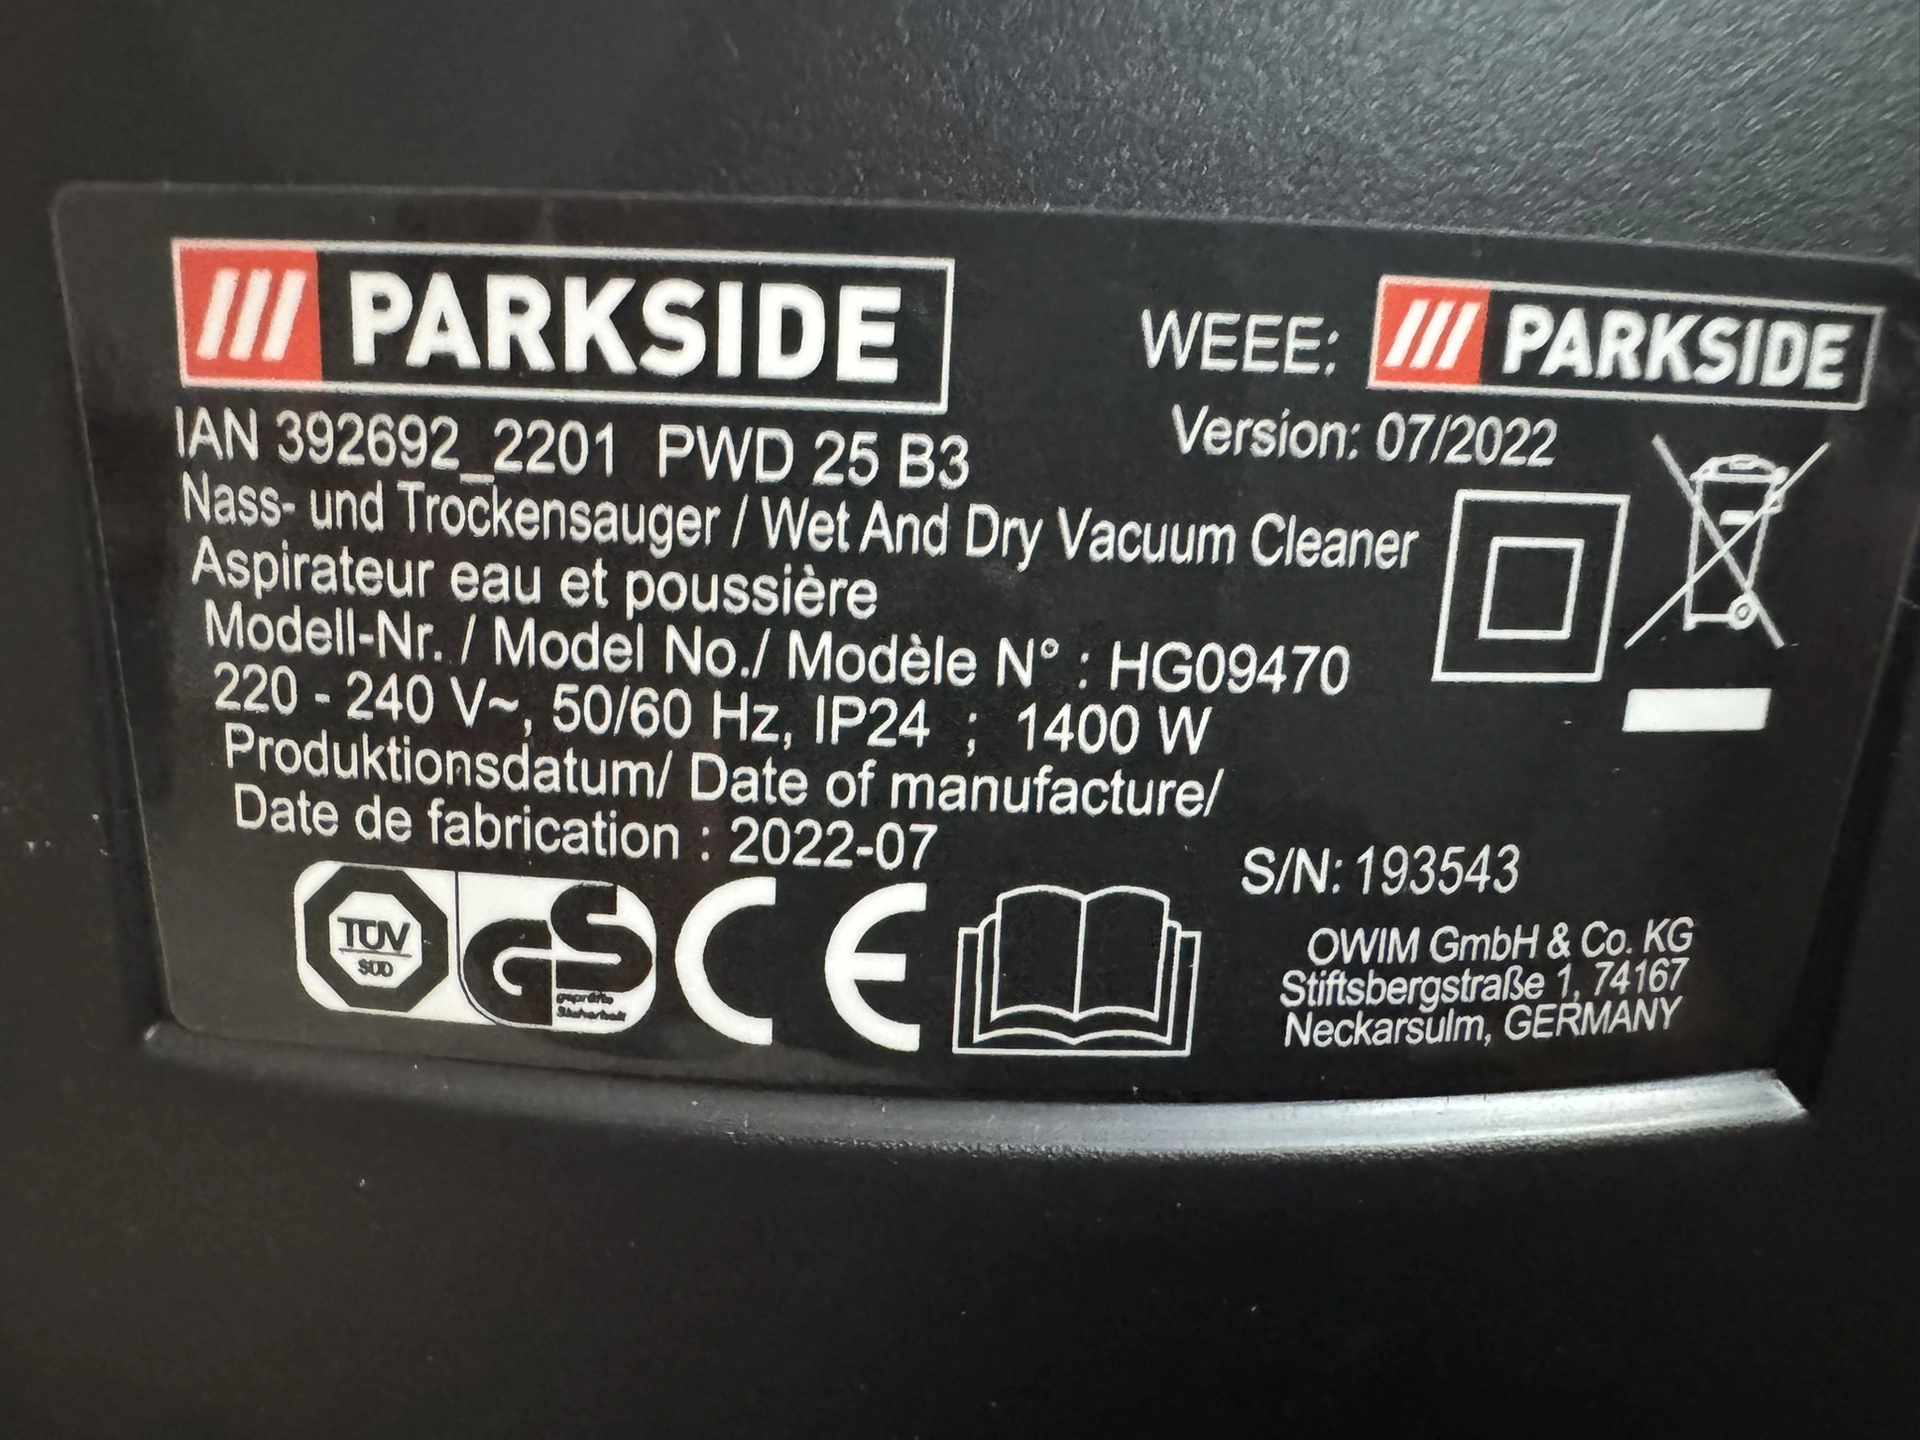 PARKSIDE
WEEE: PARKSIDE
IAN 392692_2201 PWD 25 B3
Version: 07/2022
Nass- und Trockensauger / Wet And Dry Vacuum Cleaner
Aspirateur eau et poussière
Modell-Nr. / Model No./ Modèle N° : HG09470
220 - 240 V~, 50/60 Hz, IP24 ; 1400 W
Produktionsdatum/ Date of manufacture/
Date de fabrication : 2022-07
S/N: 193543
TÜV
SÜD
GS
geprüfte
Sicherheit
CE
OWIM GmbH & Co. KG
Stiftsbergstraße 1, 74167
Neckarsulm, GERMANY